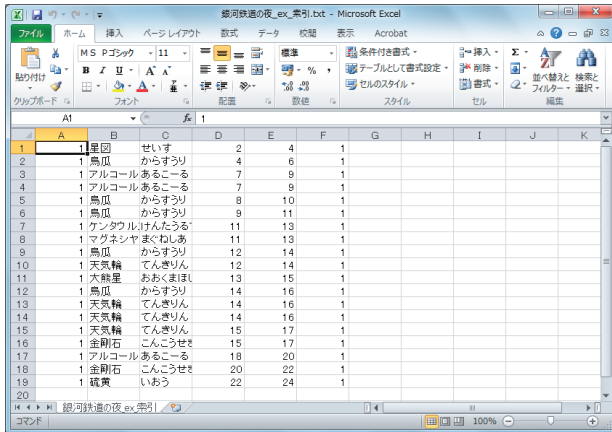 銀河鉄道の夜_ex_索引.txt - Microsoft Excel
ファイル ホーム 挿入 ページ レイアウト 数式 データ 校閲 表示 Acrobat
MS Pゴシック 11 標準 条件付き書式 挿入 Σ
貼り付け B I U A A % , テーブルとして書式設定 削除 並べ替えと 検索と
A 亜 .0 .00 .00 .0 セルのスタイル 書式 フィルター 選択
クリップボード フォント 配置 数値 スタイル セル 編集
A1 fx 1
A B C D E F G H I J K
1 1 星図 せいす 2 4 1
2 1 烏瓜 からすうり 4 6 1
3 1 アルコール あるこーる 7 9 1
4 1 アルコール あるこーる 7 9 1
5 1 烏瓜 からすうり 8 10 1
6 1 烏瓜 からすうり 9 11 1
7 1 ケンタウル けんたうる 11 13 1
8 1 マグネシヤ まぐねしあ 11 13 1
9 1 烏瓜 からすうり 12 14 1
10 1 天気輪 てんきりん 12 14 1
11 1 大熊星 おおくまぼし 13 15 1
12 1 烏瓜 からすうり 14 16 1
13 1 天気輪 てんきりん 14 16 1
14 1 天気輪 てんきりん 14 16 1
15 1 天気輪 てんきりん 15 17 1
16 1 金剛石 こんごうせき 15 17 1
17 1 アルコール あるこーる 18 20 1
18 1 金剛石 こんごうせき 20 22 1
19 1 硫黄 いおう 22 24 1
20
銀河鉄道の夜_ex_索引
コマンド 100%